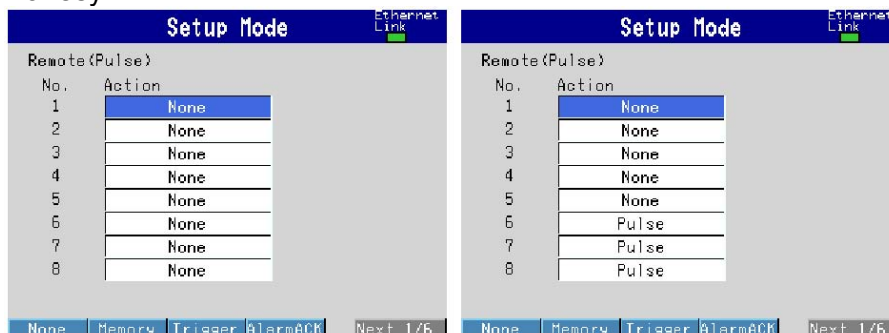 Setup Mode
Ethernet
Link
Remote(Pulse)
No. Action
1 None
2 None
3 None
4 None
5 None
6 None
7 None
8 None
None Memory Trigger AlarmACK Next 1/6
Setup Mode
Ethernet
Link
Remote(Pulse)
No. Action
1 None
2 None
3 None
4 None
5 None
6 Pulse
7 Pulse
8 Pulse
None Memory Trigger AlarmACK Next 1/6